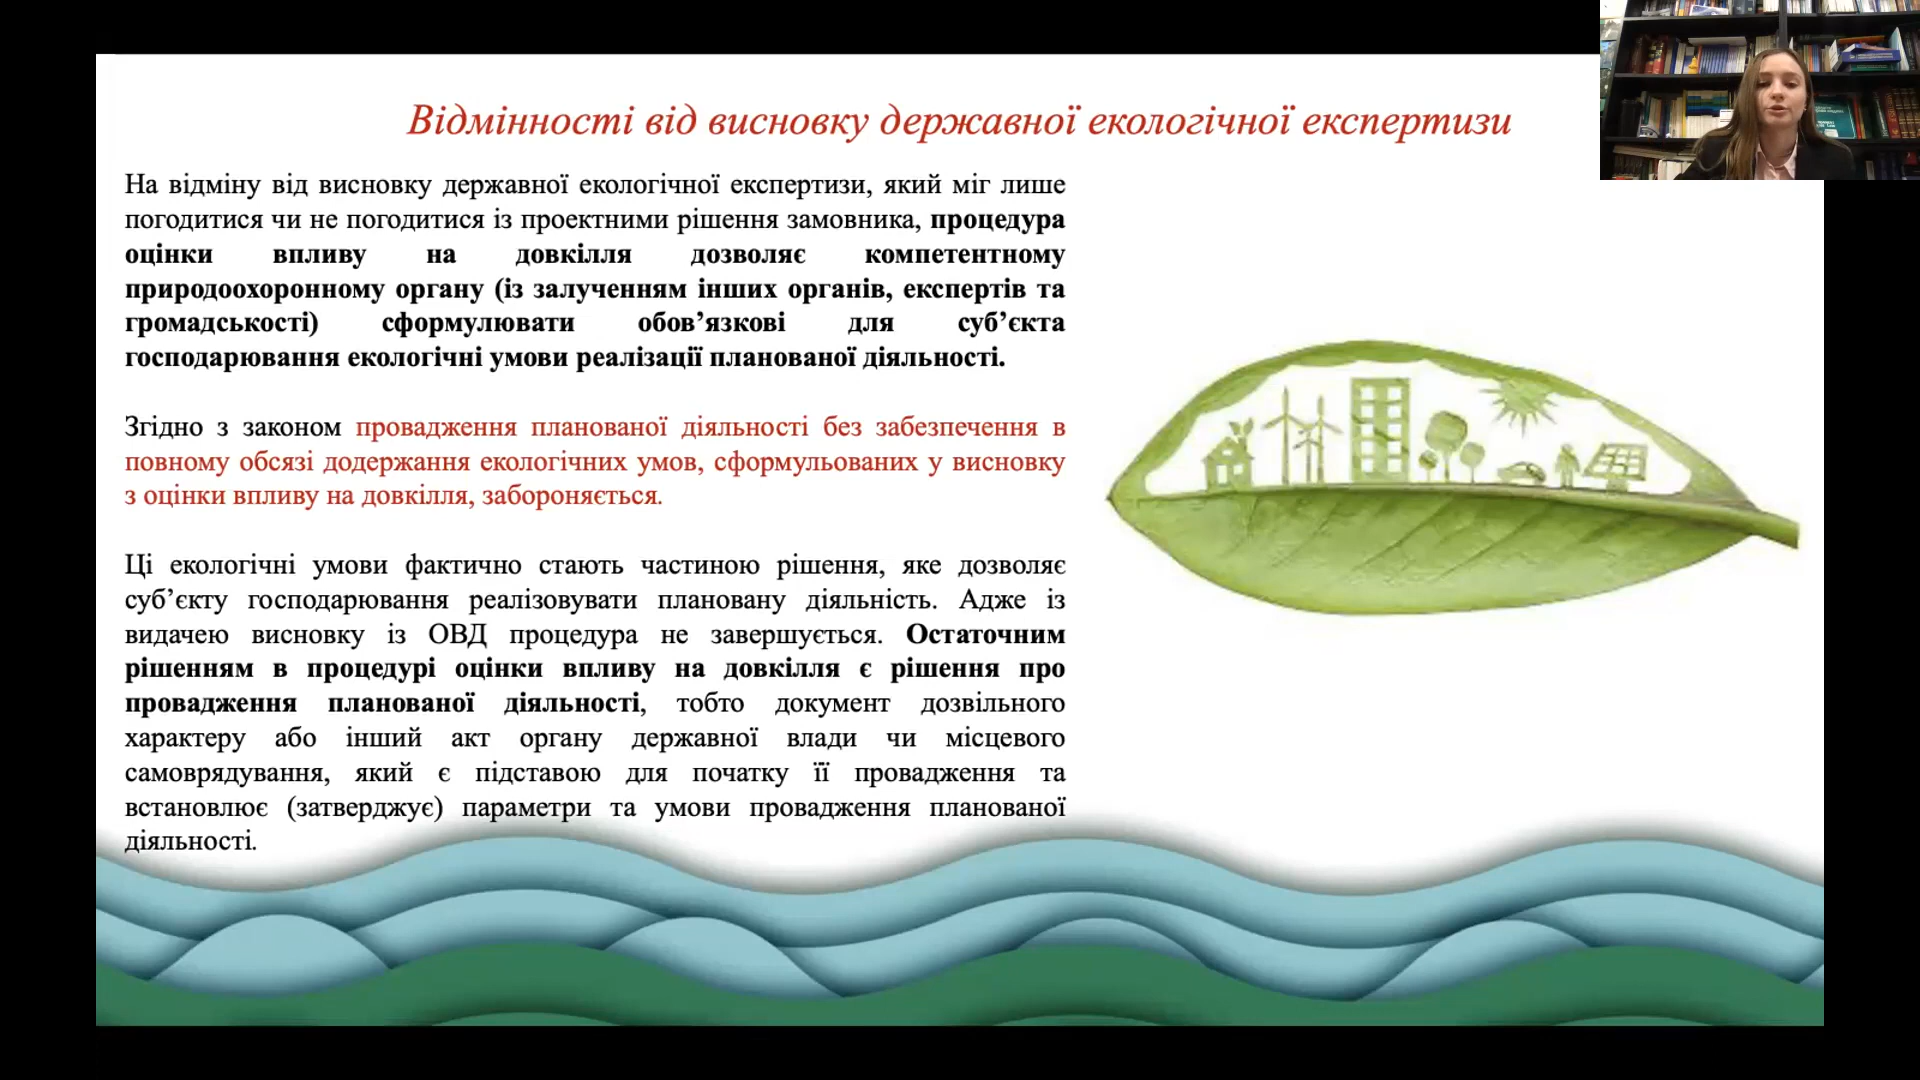 Відмінності від висновку державної екологічної експертизи
На відміну від висновку державної екологічної експертизи, який міг лише
погодитися чи не погодитися із проектними рішення замовника, процедура
оцінки впливу на довкілля дозволяє компетентному
природоохоронному органу (із залученням інших органів, експертів та
громадськості) сформулювати обов’язкові для суб’єкта
господарювання екологічні умови реалізації планованої діяльності.
Згідно з законом провадження планованої діяльності без забезпечення в
повному обсязі додержання екологічних умов, сформульованих у висновку
з оцінки впливу на довкілля, забороняється.
Ці екологічні умови фактично стають частиною рішення, яке дозволяє
суб’єкту господарювання реалізовувати плановану діяльність. Адже із
видачею висновку із ОВД процедура не завершується. Остаточним
рішенням в процедурі оцінки впливу на довкілля є рішення про
провадження планованої діяльності, тобто документ дозвільного
характеру або інший акт органу державної влади чи місцевого
самоврядування, який є підставою для початку її провадження та
встановлює (затверджує) параметри та умови провадження планованої
діяльності.